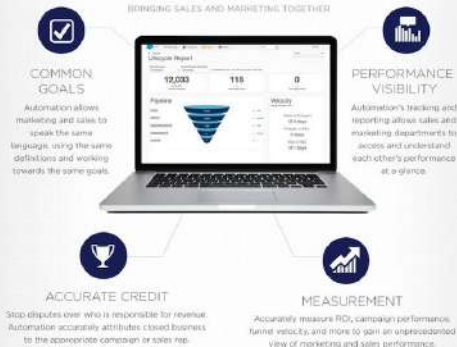 BRINGING SALES AND MARKETING TOGETHER
COMMON
GOALS
Automation allows
marketing and sales to
speak the same
language, using the same
definitions and working
towards the same goals.
Lifecycle Report
12,033
115
0
Pipeline
Velocity
PERFORMANCE
VISIBILITY
Automation's tracking and
reporting allows sales and
marketing departments to
access and understand
each other's performance
at a glance.
ACCURATE CREDIT
Stop disputes over who is responsible for revenue.
Automation accurately attributes closed business
to the appropriate campaign or sales rep.
MEASUREMENT
Accurately measure ROI, campaign performance,
funnel velocity, and more to gain an unprecedented
view of marketing and sales performance.